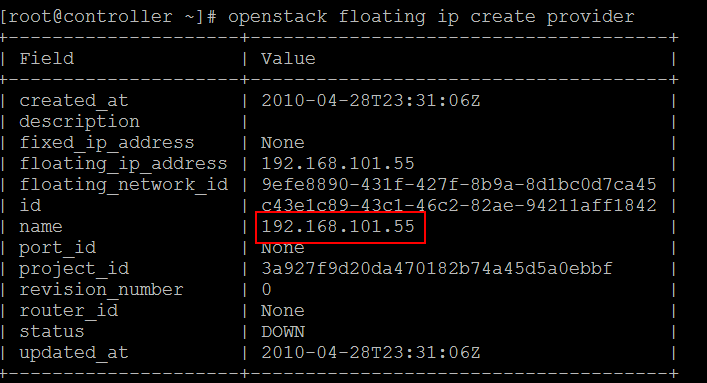 [root@controller ~]# openstack floating ip create provider
+---------------------+--------------------------------------+
| Field | Value |
+---------------------+--------------------------------------+
| created_at | 2010-04-28T23:31:06Z |
| description | |
| fixed_ip_address | None |
| floating_ip_address | 192.168.101.55 |
| floating_network_id | 9efe8890-431f-427f-8b9a-8d1bc0d7ca45 |
| id | c43e1c89-43c1-46c2-82ae-94211aff1842 |
| name | 192.168.101.55 |
| port_id | None |
| project_id | 3a927f9d20da470182b74a45d5a0ebbf |
| revision_number | 0 |
| router_id | None |
| status | DOWN |
| updated_at | 2010-04-28T23:31:06Z |
+---------------------+--------------------------------------+